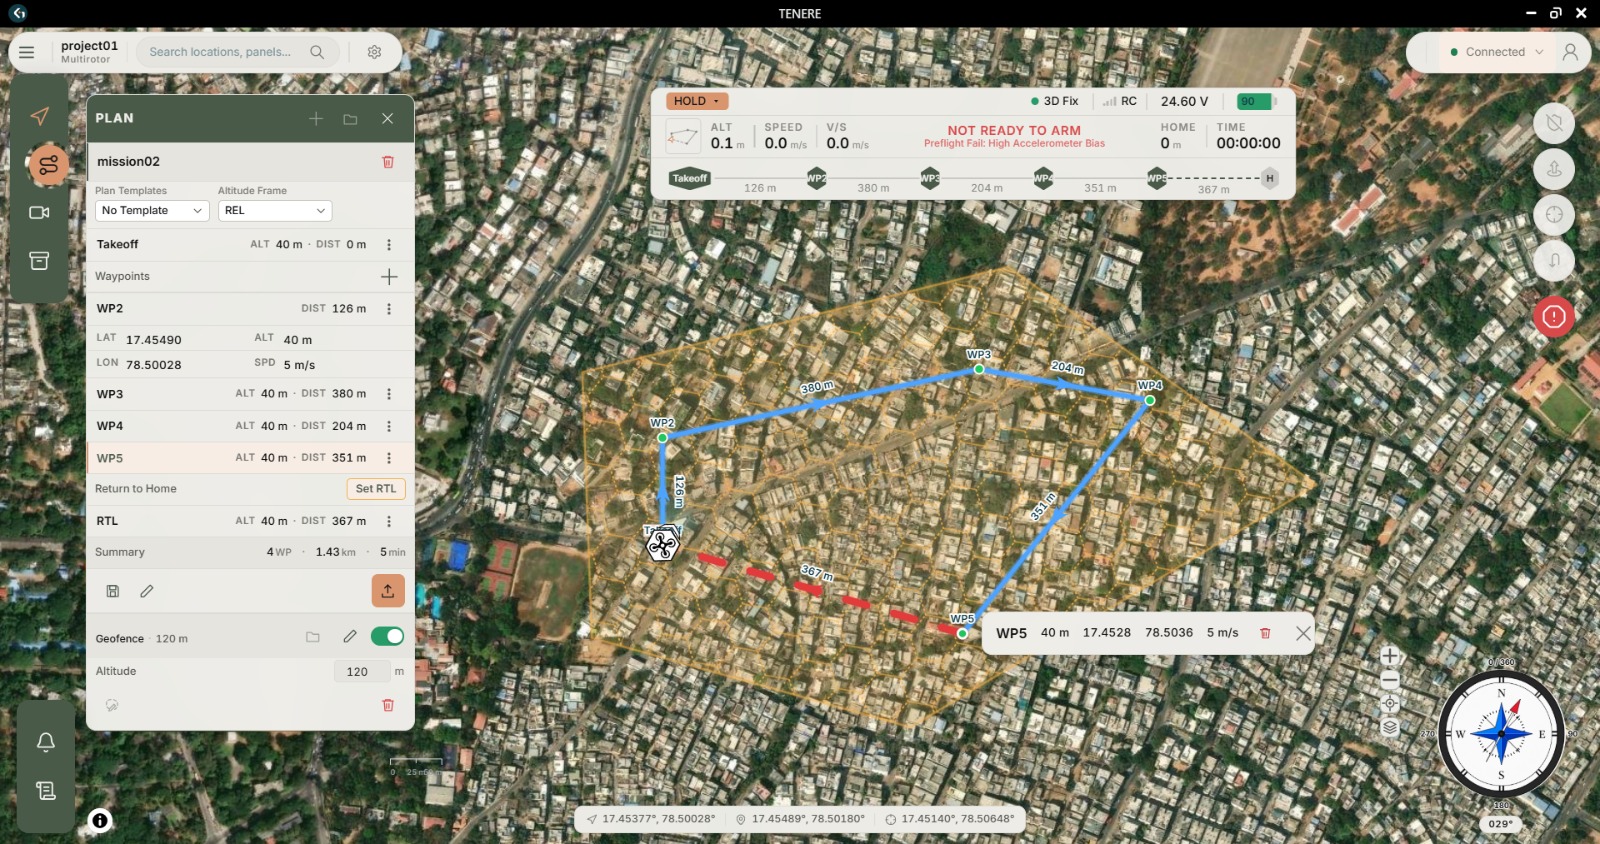 TENERE
project01
Multirotor
Search locations, panels...
Connected
PLAN
mission02
Plan Templates
Altitude Frame
No Template
REL
Takeoff ALT 40 m · DIST 0 m
Waypoints
WP2 DIST 126 m
LAT 17.45490 ALT 40 m
LON 78.50028 SPD 5 m/s
WP3 ALT 40 m · DIST 380 m
WP4 ALT 40 m · DIST 204 m
WP5 ALT 40 m · DIST 351 m
Return to Home Set RTL
RTL ALT 40 m · DIST 367 m
Summary 4 WP · 1.43 km · 5 min
Geofence 120 m
Altitude 120 m
HOLD
3D Fix
RC
24.60 V
90
ALT
0.1 m
SPEED
0.0 m/s
V/S
0.0 m/s
NOT READY TO ARM
Preflight Fail: High Accelerometer Bias
HOME
0 m
TIME
00:00:00
Takeoff WP2 WP3 WP4 WP5 H
126 m 380 m 204 m 351 m 367 m
WP3
204 m
WP4
380 m
WP2
126 m
351 m
367 m
WP5
WP5 40 m 17.4528 78.5036 5 m/s
0 / 360
N
270 W E 90
S
180
029°
17.45377°, 78.50028°
17.45489°, 78.50180°
17.45140°, 78.50648°